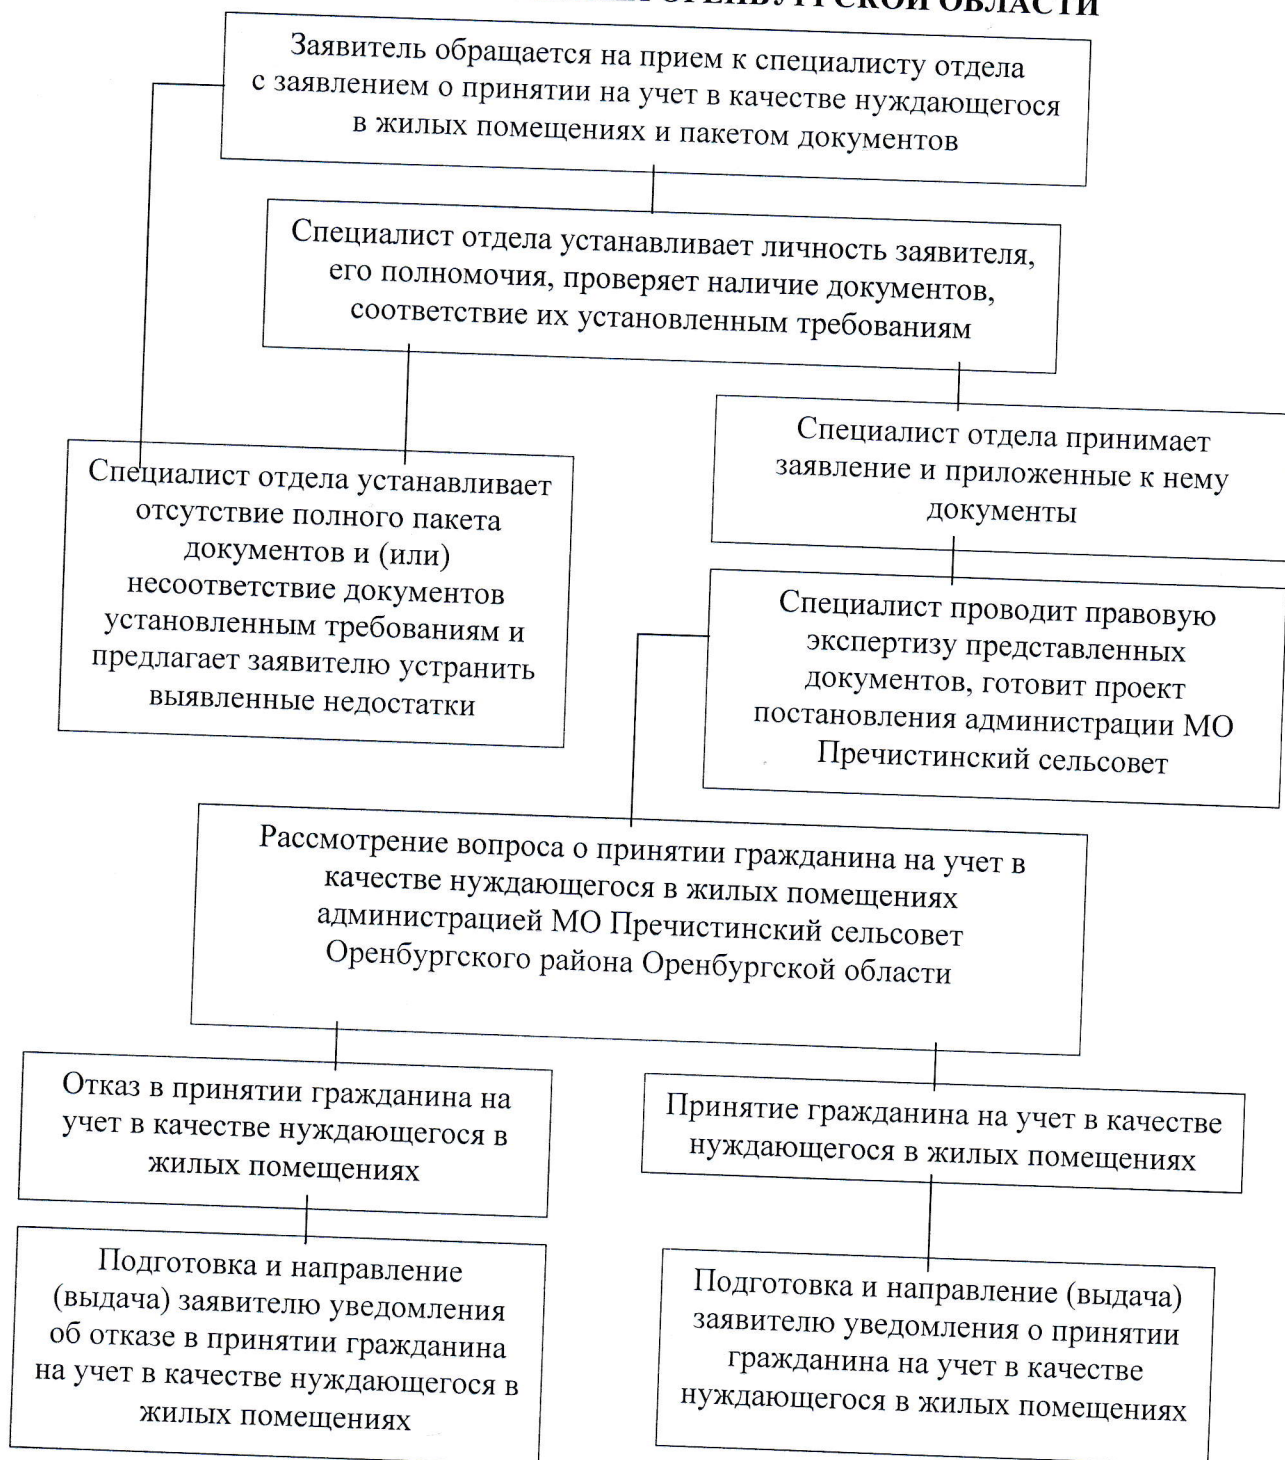 ОРЕНБУРГСКОЙ ОБЛАСТИ
Заявитель обращается на прием к специалисту отдела
с заявлением о принятии на учет в качестве нуждающегося
в жилых помещениях и пакетом документов
Специалист отдела устанавливает личность заявителя,
его полномочия, проверяет наличие документов,
соответствие их установленным требованиям
Специалист отдела устанавливает
отсутствие полного пакета
документов и (или)
несоответствие документов
установленным требованиям и
предлагает заявителю устранить
выявленные недостатки
Специалист отдела принимает
заявление и приложенные к нему
документы
Специалист проводит правовую
экспертизу представленных
документов, готовит проект
постановления администрации МО
Пречистинский сельсовет
Рассмотрение вопроса о принятии гражданина на учет в
качестве нуждающегося в жилых помещениях
администрацией МО Пречистинский сельсовет
Оренбургского района Оренбургской области
Отказ в принятии гражданина на
учет в качестве нуждающегося в
жилых помещениях
Принятие гражданина на учет в качестве
нуждающегося в жилых помещениях
Подготовка и направление
(выдача) заявителю уведомления
об отказе в принятии гражданина
на учет в качестве нуждающегося в
жилых помещениях
Подготовка и направление (выдача)
заявителю уведомления о принятии
гражданина на учет в качестве
нуждающегося в жилых помещениях